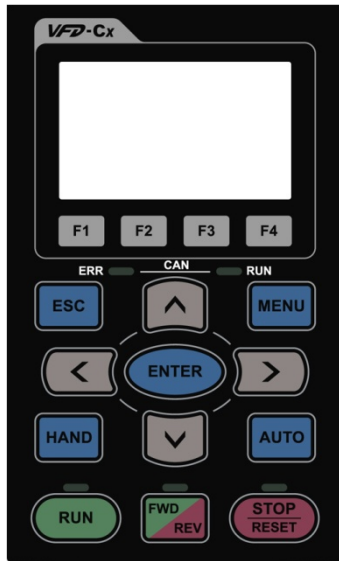 VFD-Cx
F1 F2 F3 F4
ERR CAN RUN
ESC MENU
ENTER
HAND AUTO
RUN FWD REV STOP RESET